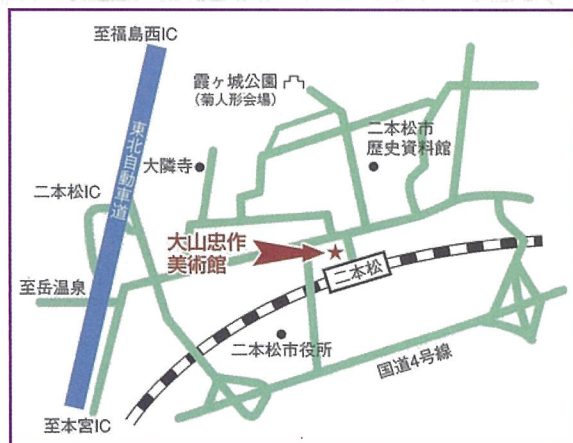 至福島西IC
霞ヶ城公園
(菊人形会場)
東北自動車道
二本松市
歴史資料館
大隣寺
二本松IC
大山忠作
美術館
至岳温泉
二本松
二本松市役所
国道4号線
至本宮IC